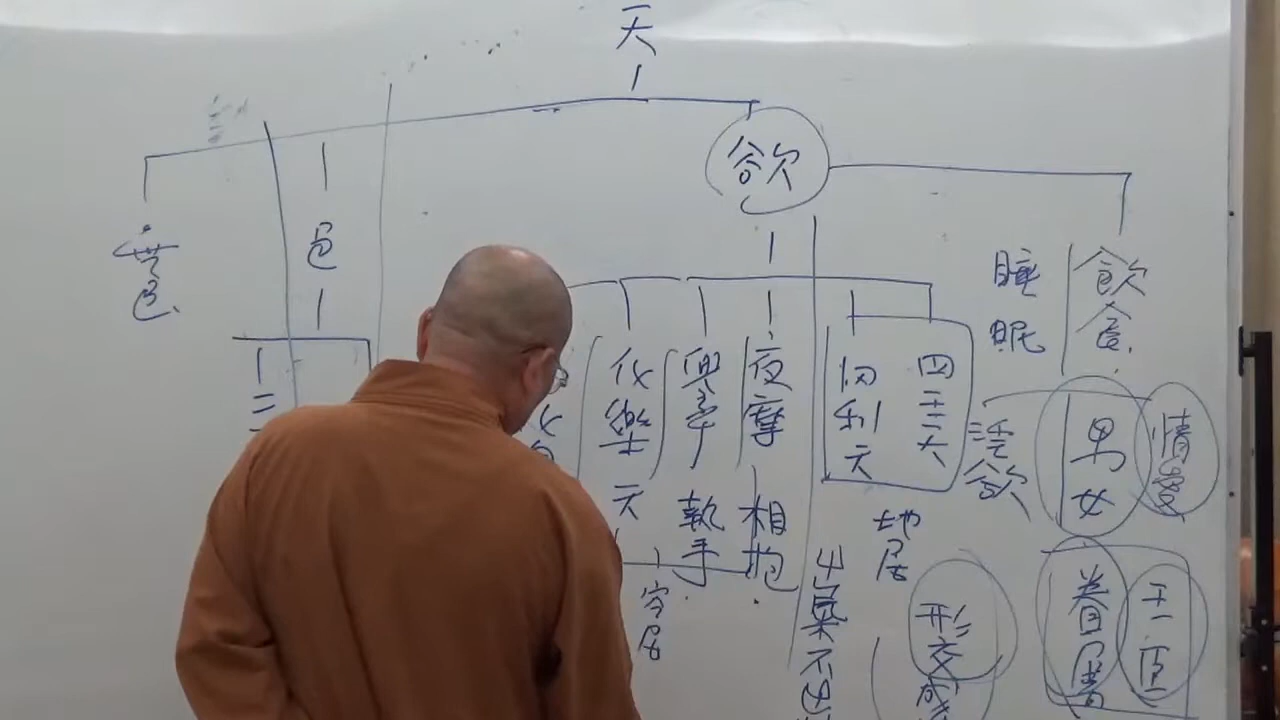 天
欲
色
無色
飲食
睡眠
四王天
忉利天
夜摩
兜率
化樂天
男女
情愛
淫欲
相抱
執手
地居
空居
眷屬
王臣
形交